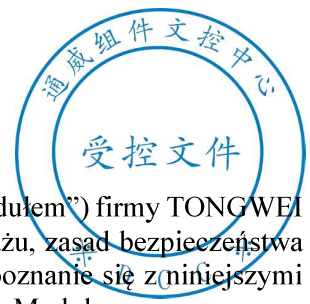 通威组件文控中心
受控文件
dułem”) firmy TONGWEI
ażu, zasad bezpieczeństwa
poznanie się z niniejszymi
* D C C *